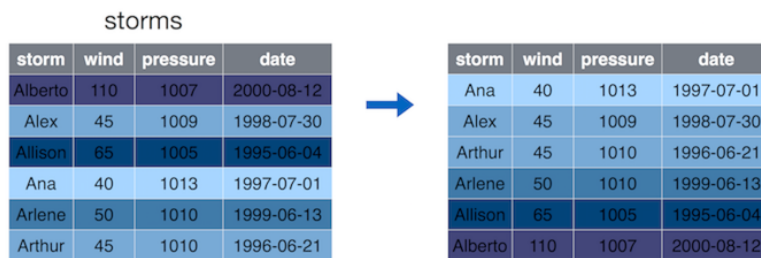 storms
storm wind pressure date
Alberto 110 1007 2000-08-12
Alex 45 1009 1998-07-30
Allison 65 1005 1995-06-04
Ana 40 1013 1997-07-01
Arlene 50 1010 1999-06-13
Arthur 45 1010 1996-06-21
storm wind pressure date
Ana 40 1013 1997-07-01
Alex 45 1009 1998-07-30
Arthur 45 1010 1996-06-21
Arlene 50 1010 1999-06-13
Allison 65 1005 1995-06-04
Alberto 110 1007 2000-08-12